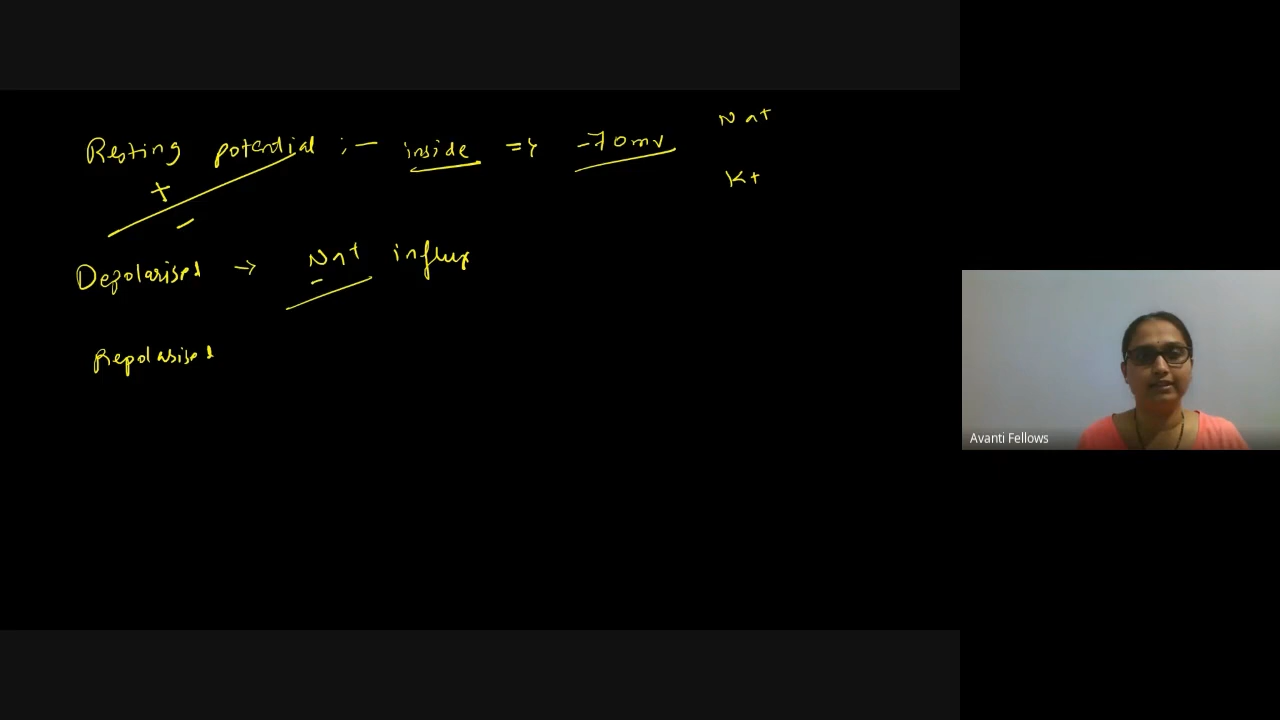 Resting potential :- inside => -70mv
Na+
K+
+
-
Depolarised → Na+ influx
Repolarised
Avanti Fellows